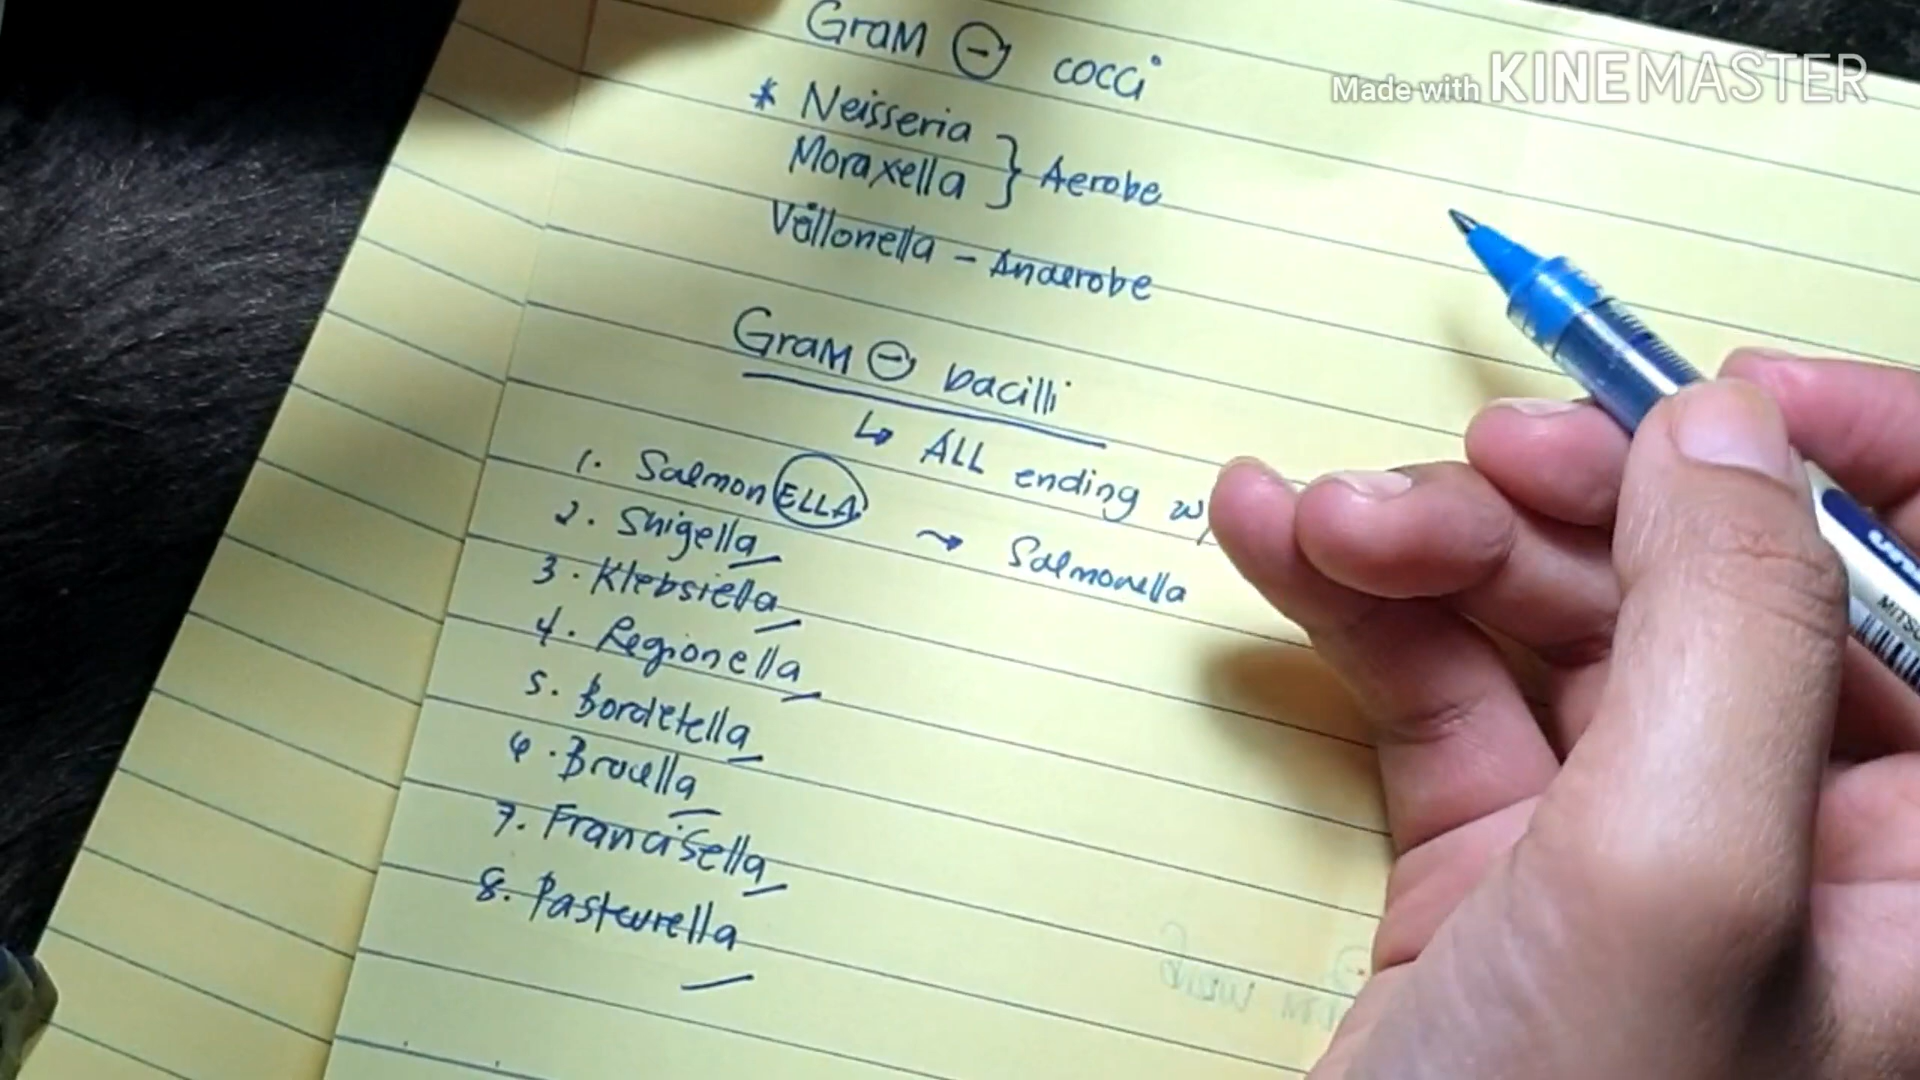 Gram ⊖ cocci
Made with KINEMASTER
* Neisseria
Moraxella } Aerobe
Veillonella - Anaerobe
Gram ⊖ bacilli
↳ ALL ending w/
1. SalmonELLA → Salmonella
2. Shigella
3. Klebsiella
4. Regionella
5. Bordetella
6. Brucella
7. Francisella
8. Pasteurella